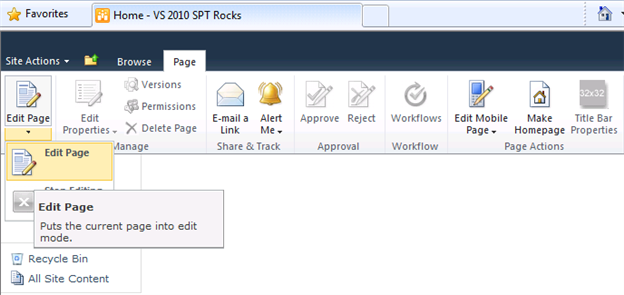 Favorites
Home - VS 2010 SPT Rocks
Site Actions
Browse
Page
Edit Page
Edit
Properties
Versions
Permissions
Delete Page
E-mail a
Link
Alert
Me
Approve
Reject
Workflows
Edit Mobile
Page
Make
Homepage
32x32
Title Bar
Properties
Manage
Share & Track
Approval
Workflow
Page Actions
Edit Page
Stop Editing
Edit Page
Puts the current page into edit
mode.
Recycle Bin
All Site Content